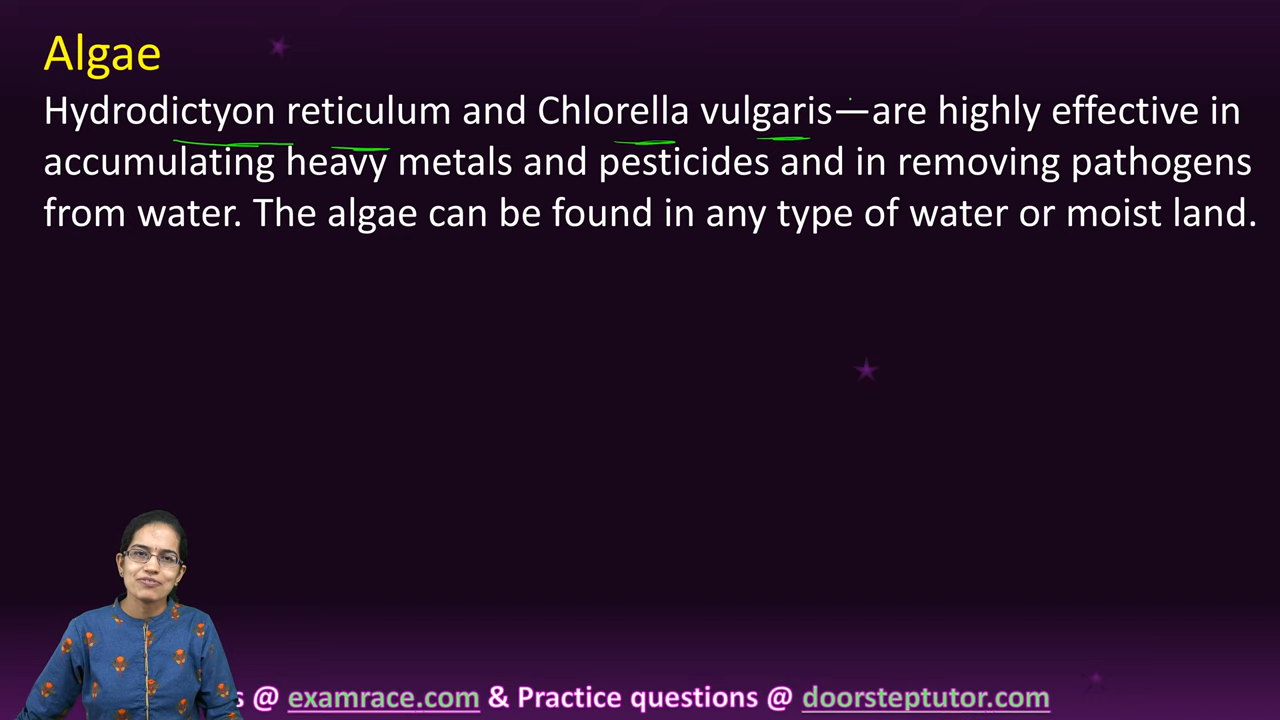 Algae
Hydrodictyon reticulum and Chlorella vulgaris—are highly effective in
accumulating heavy metals and pesticides and in removing pathogens
from water. The algae can be found in any type of water or moist land.
@ examrace.com & Practice questions @ doorsteptutor.com